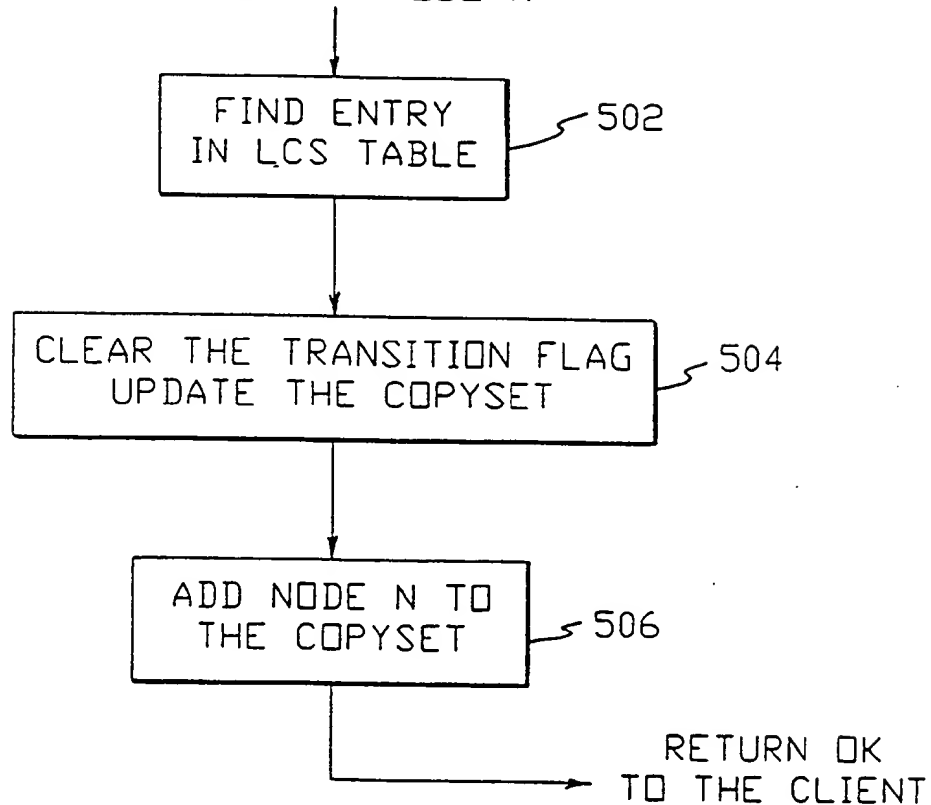 FIND ENTRY
IN LCS TABLE
502
CLEAR THE TRANSITION FLAG
UPDATE THE COPYSET
504
ADD NODE N TO
THE COPYSET
506
RETURN OK
TO THE CLIENT